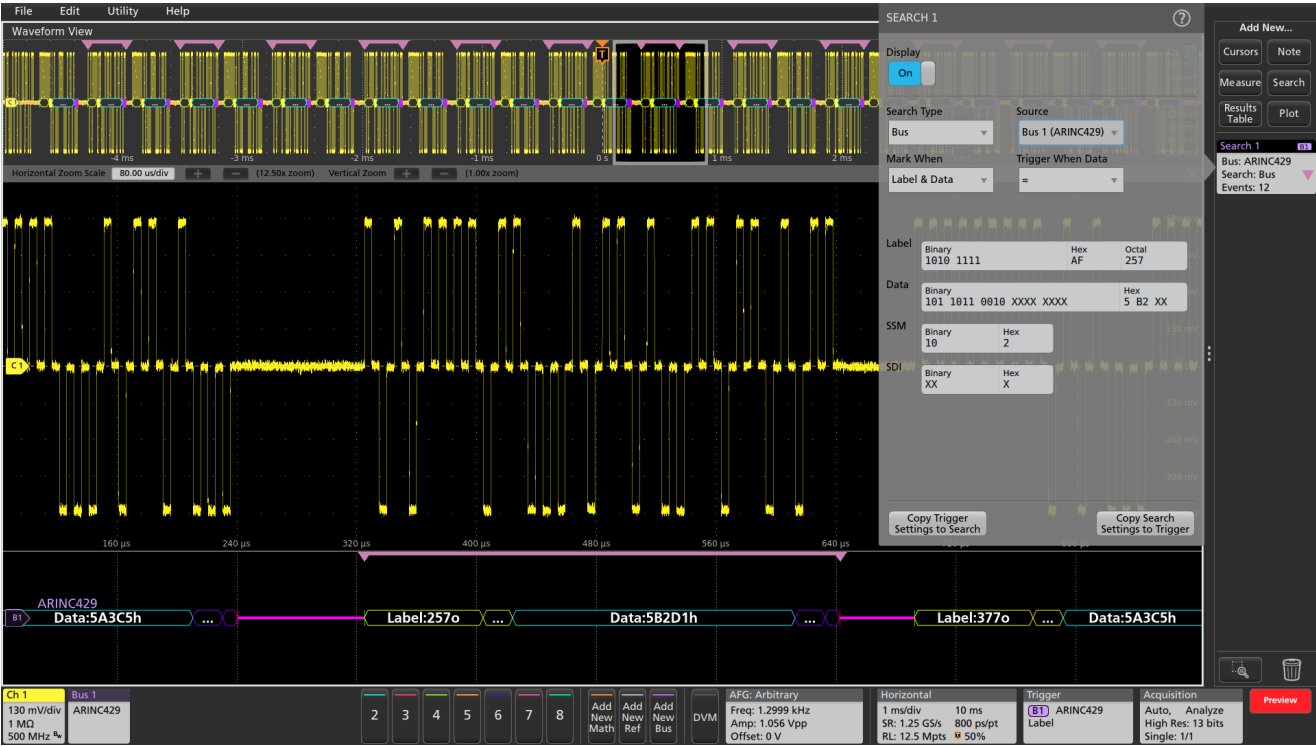 File Edit Utility Help
Waveform View
C1
T
-4 ms -3 ms -2 ms -1 ms 0 s 1 ms 2 ms
Horizontal Zoom Scale 80.00 us/div + − (12.50x zoom) Vertical Zoom + − (1.00x zoom)
C 1
-130 mV
-260 mV
-390 mV
160 μs 240 μs 320 μs 400 μs 480 μs 560 μs 640 μs
ARINC429
B1 Data:5A3C5h ... Label:257o ... Data:5B2D1h ... Label:377o ... Data:5A3C5h
SEARCH 1 ?
Display
On
Search Type Source
Bus Bus 1 (ARINC429)
Mark When Trigger When Data
Label & Data =
Label Binary Hex Octal
1010 1111 AF 257
Data Binary Hex
101 1011 0010 XXXX XXXX 5 B2 XX
SSM Binary Hex
10 2
SDI Binary Hex
XX X
Copy Trigger
Settings to Search
Copy Search
Settings to Trigger
Add New...
Cursors Note
Measure Search
Results
Table
Plot
Search 1 B1
Bus: ARINC429
Search: Bus
Events: 12
Ch 1
130 mV/div
1 MΩ
500 MHz Bw
Bus 1
ARINC429
2 3 4 5 6 7 8
Add
New
Math
Add
New
Ref
Add
New
Bus
DVM
AFG: Arbitrary
Freq: 1.2999 kHz
Amp: 1.056 Vpp
Offset: 0 V
Horizontal
1 ms/div 10 ms
SR: 1.25 GS/s 800 ps/pt
RL: 12.5 Mpts 50%
Trigger
B1 ARINC429
Label
Acquisition
Auto, Analyze
High Res: 13 bits
Single: 1/1
Preview